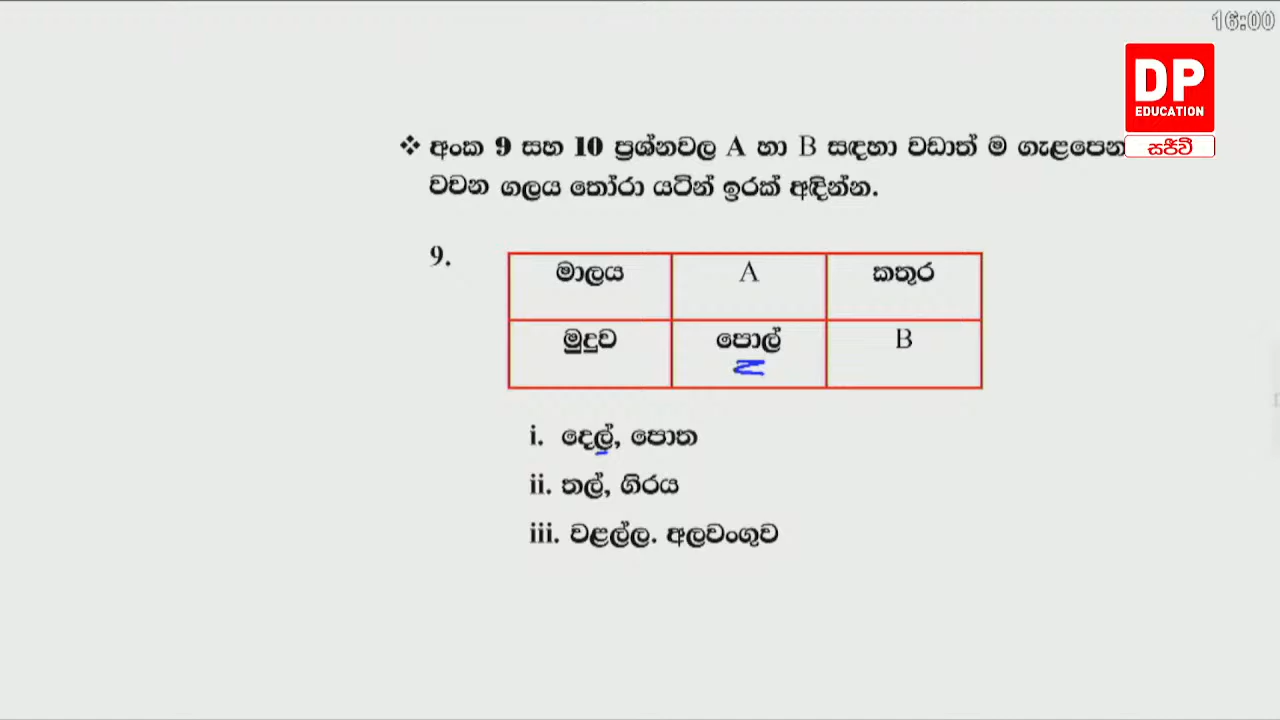 16:00
DP
EDUCATION
සජීවී
❖ අංක 9 සහ 10 ප්‍රශ්නවල A හා B සඳහා වඩාත් ම ගැළපෙන
වචන ගලය තෝරා යටින් ඉරක් අඳින්න.
9.
මාලය A කතුර
මුදුව පොල් B
i. දෙල්, පොත
ii. තල්, ගිරය
iii. වළල්ල. අලවංගුව